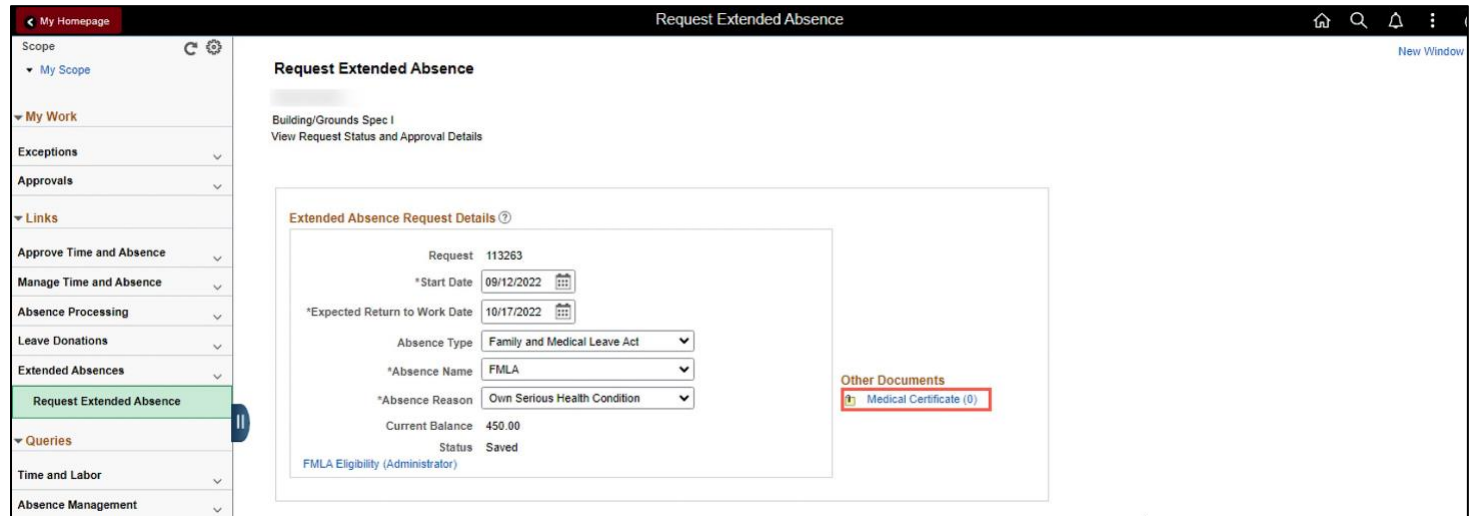 My Homepage
Request Extended Absence
New Window
Scope
My Scope
My Work
Exceptions
Approvals
Links
Approve Time and Absence
Manage Time and Absence
Absence Processing
Leave Donations
Extended Absences
Request Extended Absence
Queries
Time and Labor
Absence Management
Request Extended Absence
Building/Grounds Spec I
View Request Status and Approval Details
Extended Absence Request Details
Request 113263
*Start Date 09/12/2022
*Expected Return to Work Date 10/17/2022
Absence Type Family and Medical Leave Act
*Absence Name FMLA
*Absence Reason Own Serious Health Condition
Current Balance 450.00
Status Saved
FMLA Eligibility (Administrator)
Other Documents
Medical Certificate (0)